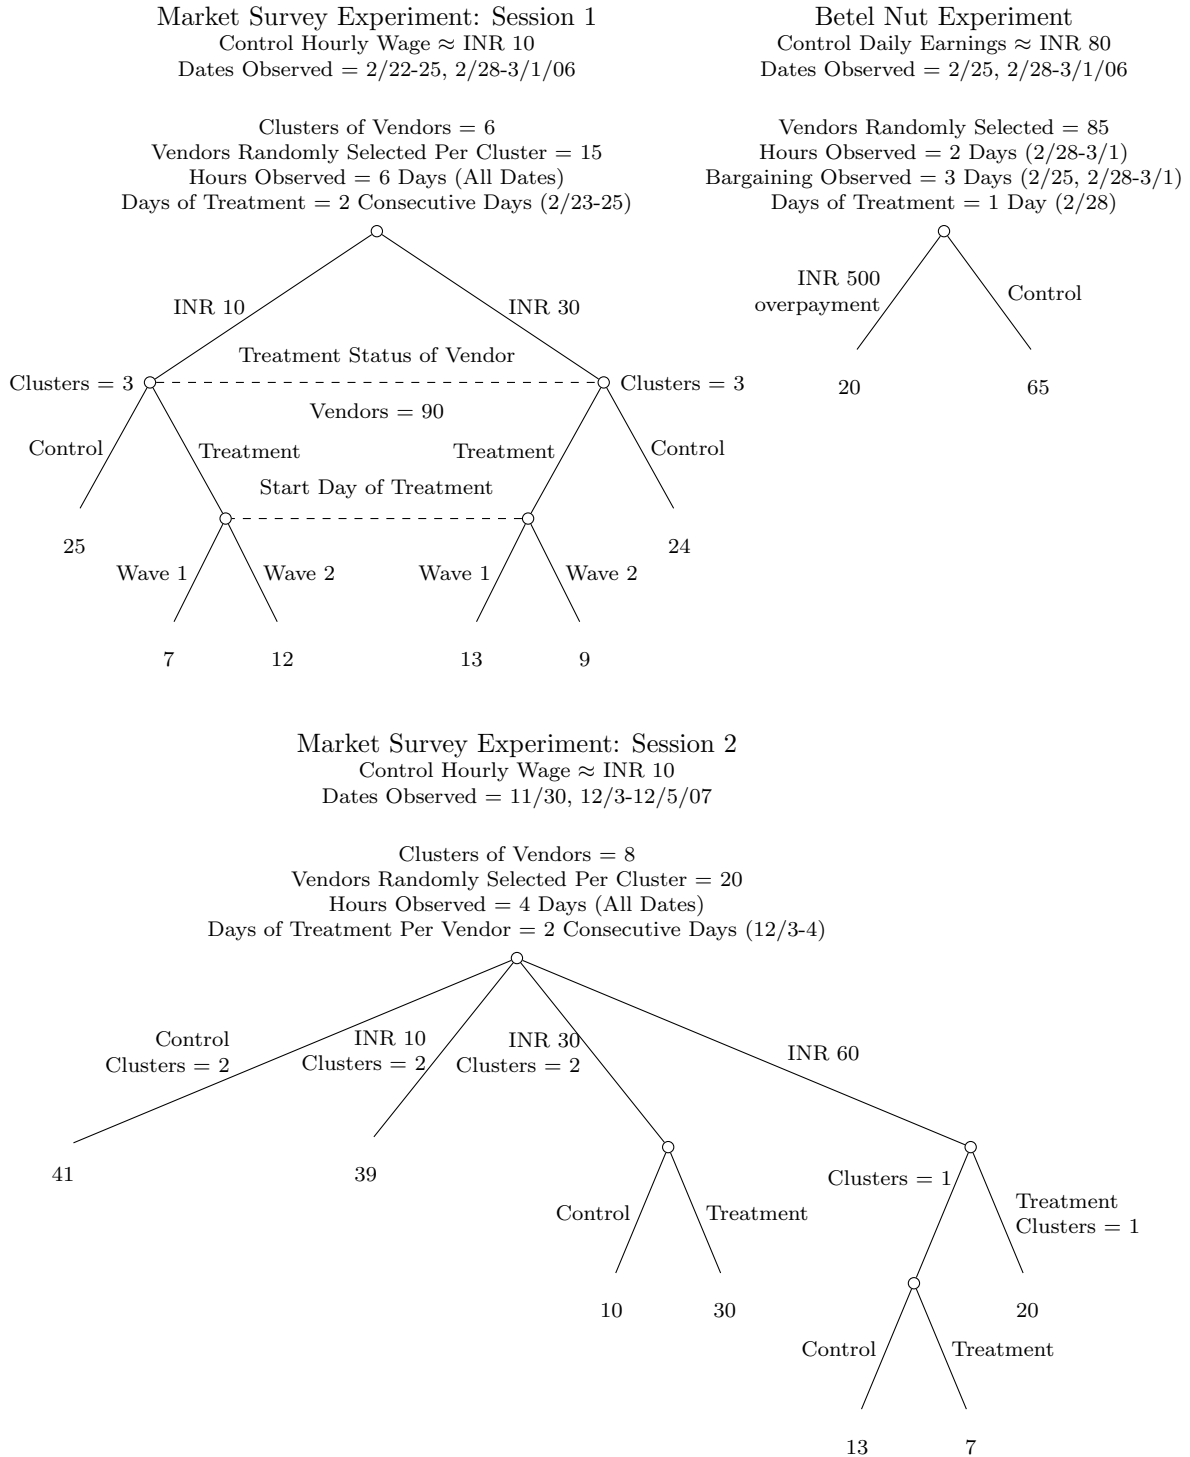 Market Survey Experiment: Session 1
Control Hourly Wage ≈ INR 10
Dates Observed = 2/22-25, 2/28-3/1/06
Clusters of Vendors = 6
Vendors Randomly Selected Per Cluster = 15
Hours Observed = 6 Days (All Dates)
Days of Treatment = 2 Consecutive Days (2/23-25)
INR 10
INR 30
Treatment Status of Vendor
Clusters = 3
Clusters = 3
Vendors = 90
Control
Treatment
Treatment
Control
Start Day of Treatment
25
24
Wave 1
Wave 2
Wave 1
Wave 2
7
12
13
9
Betel Nut Experiment
Control Daily Earnings ≈ INR 80
Dates Observed = 2/25, 2/28-3/1/06
Vendors Randomly Selected = 85
Hours Observed = 2 Days (2/28-3/1)
Bargaining Observed = 3 Days (2/25, 2/28-3/1)
Days of Treatment = 1 Day (2/28)
INR 500
overpayment
Control
20
65
Market Survey Experiment: Session 2
Control Hourly Wage ≈ INR 10
Dates Observed = 11/30, 12/3-12/5/07
Clusters of Vendors = 8
Vendors Randomly Selected Per Cluster = 20
Hours Observed = 4 Days (All Dates)
Days of Treatment Per Vendor = 2 Consecutive Days (12/3-4)
Control
Clusters = 2
INR 10
Clusters = 2
INR 30
Clusters = 2
INR 60
41
39
Clusters = 1
Treatment
Clusters = 1
Control
Treatment
10
30
20
Control
Treatment
13
7